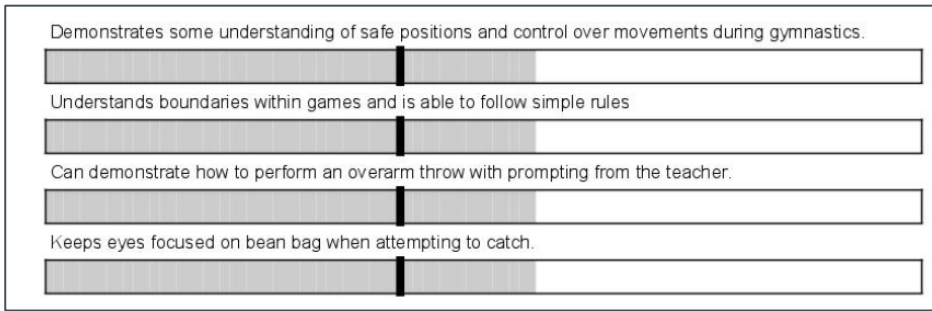 Demonstrates some understanding of safe positions and control over movements during gymnastics.
Understands boundaries within games and is able to follow simple rules
Can demonstrate how to perform an overarm throw with prompting from the teacher.
Keeps eyes focused on bean bag when attempting to catch.